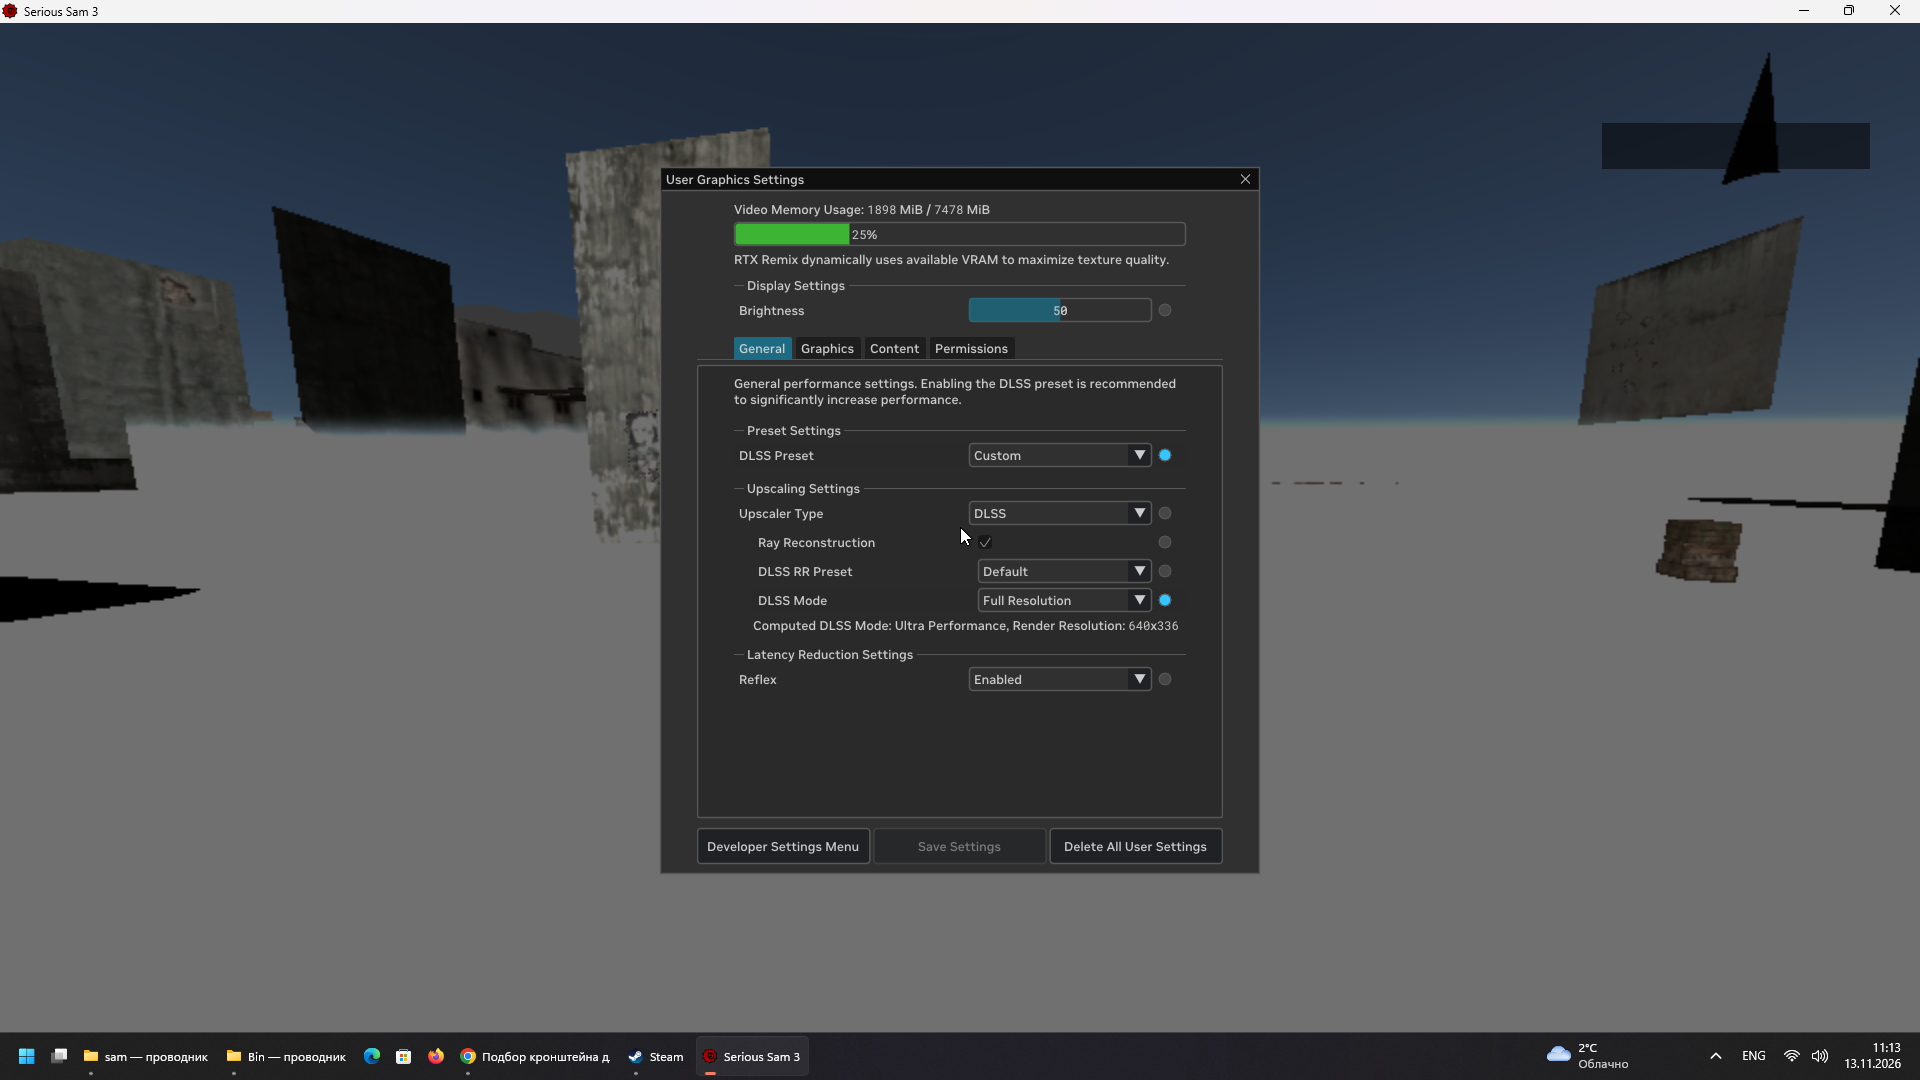 Serious Sam 3
User Graphics Settings
Video Memory Usage: 1898 MiB / 7478 MiB
25%
RTX Remix dynamically uses available VRAM to maximize texture quality.
Display Settings
Brightness 50
General Graphics Content Permissions
General performance settings. Enabling the DLSS preset is recommended
to significantly increase performance.
Preset Settings
DLSS Preset Custom
Upscaling Settings
Upscaler Type DLSS
Ray Reconstruction
DLSS RR Preset Default
DLSS Mode Full Resolution
Computed DLSS Mode: Ultra Performance, Render Resolution: 640x336
Latency Reduction Settings
Reflex Enabled
Developer Settings Menu Save Settings Delete All User Settings
sam — проводник Bin — проводник Подбор кронштейна д Steam Serious Sam 3 2°C ENG 11:13
Облачно 13.11.2026